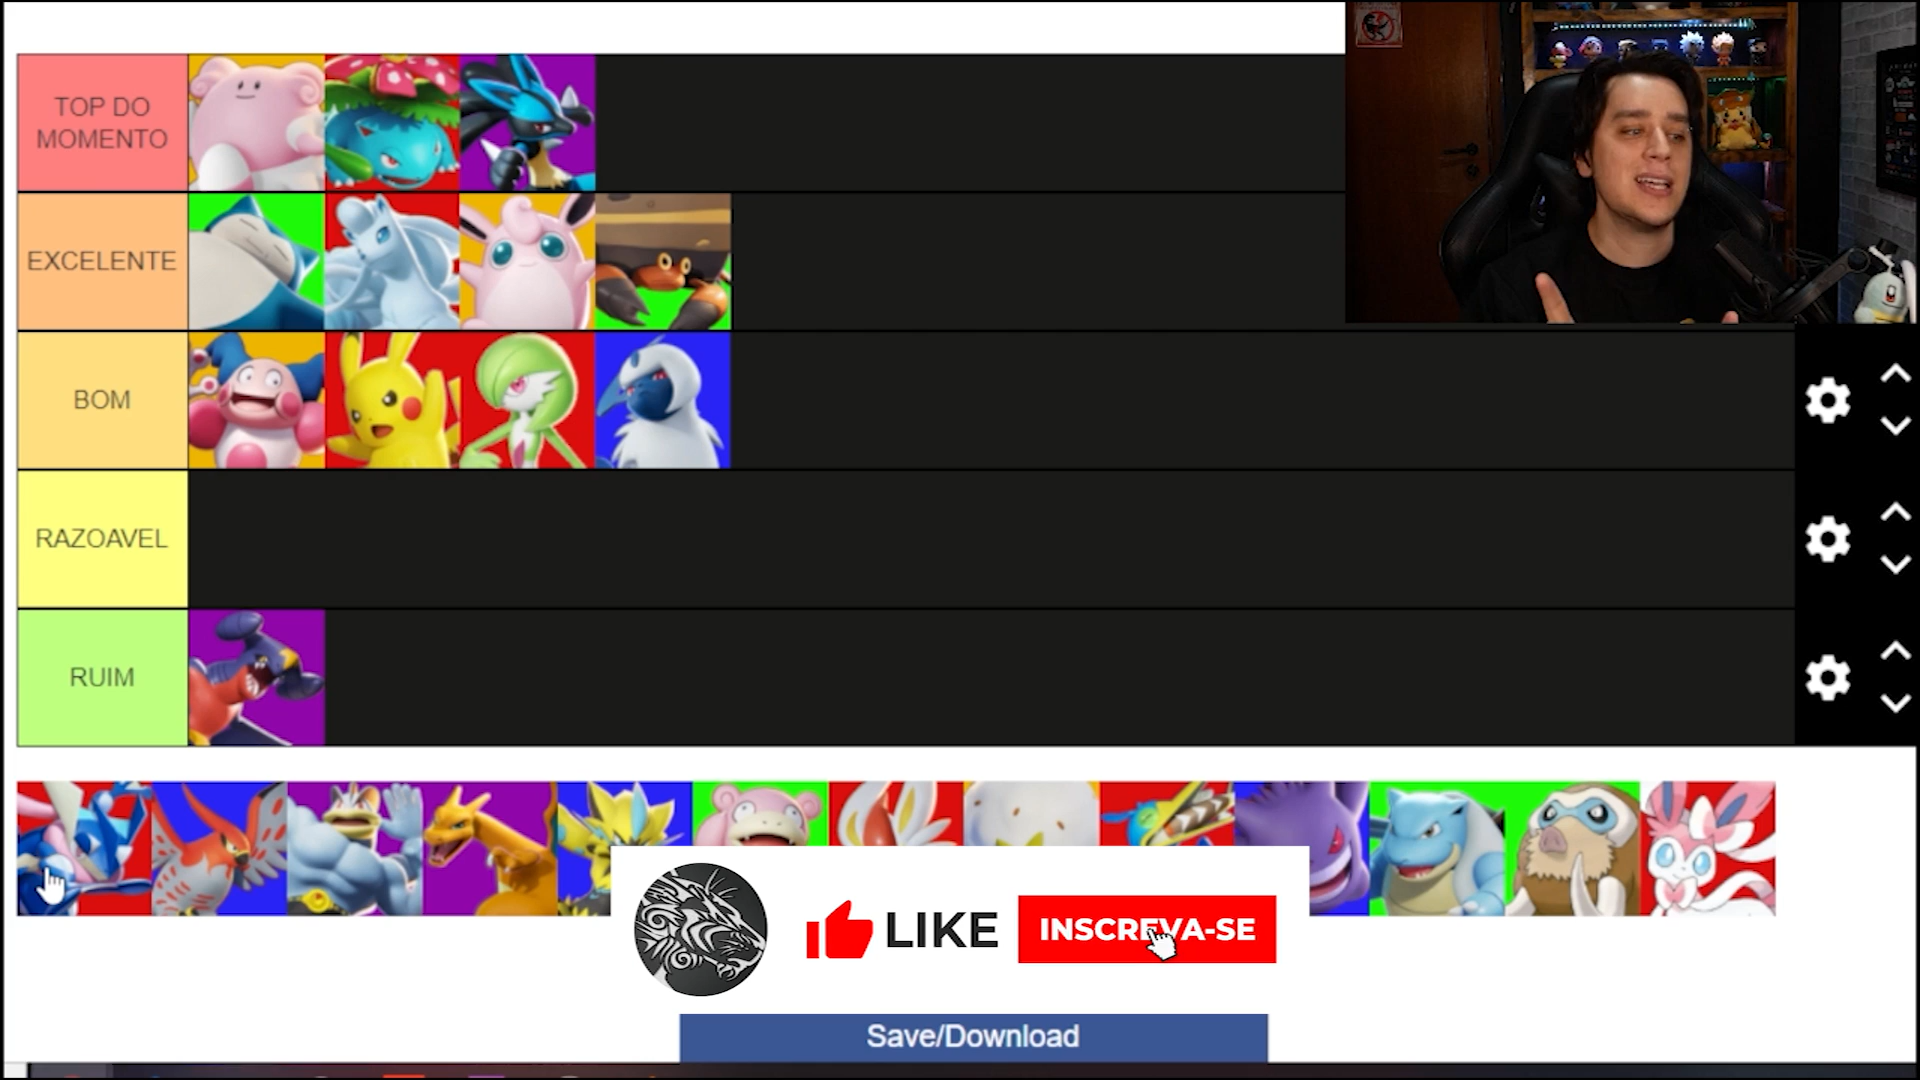 TOP DO
MOMENTO
EXCELENTE
BOM
RAZOAVEL
RUIM
LIKE
INSCREVA-SE
Save/Download